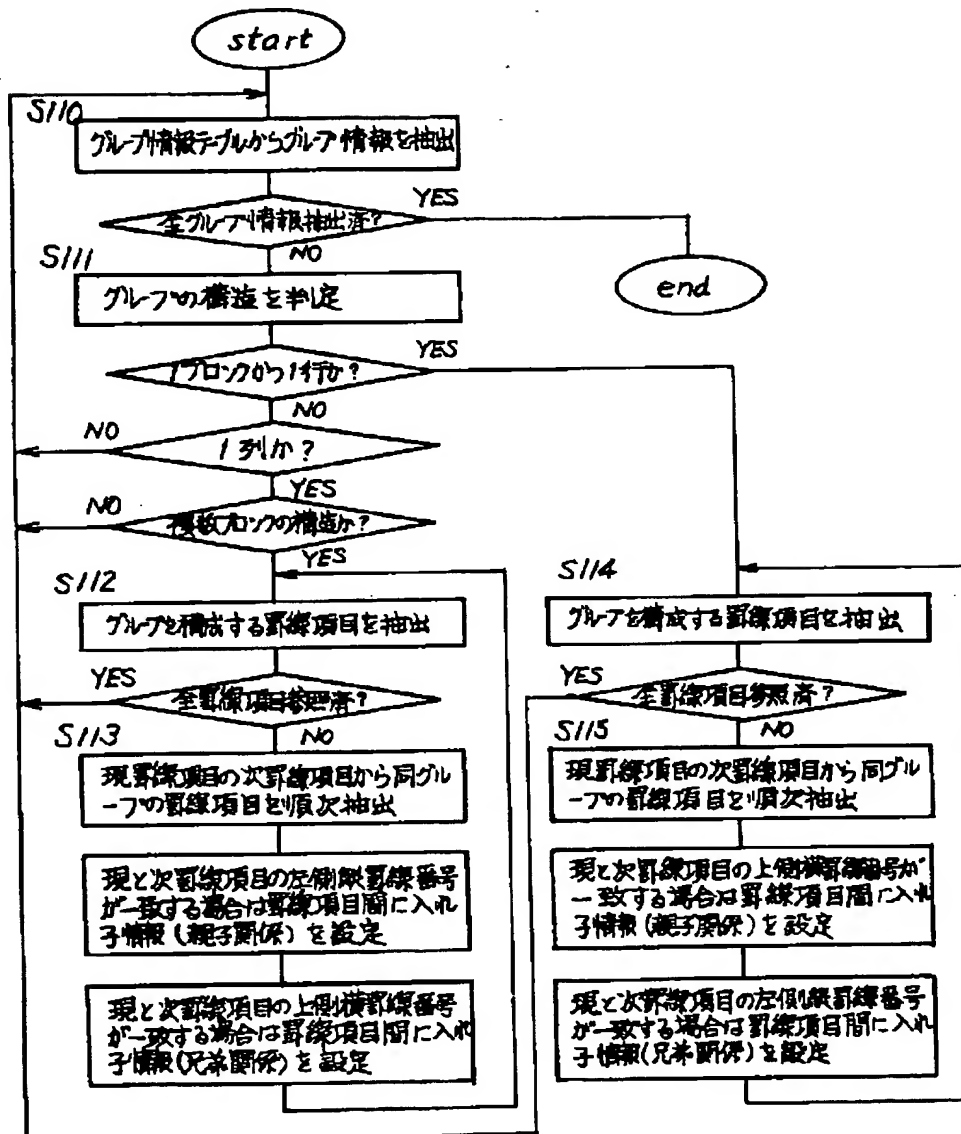 start
S110
グループ情報テーブルからグループ情報を抽出
全グループ情報抽出済?
YES
NO
end
S111
グループの構造を判定
1ブロックかつ1行か?
YES
NO
1列か?
NO
YES
複数ブロックの構造か?
NO
YES
S112
グループを構成する罫線項目を抽出
全罫線項目参照済?
YES
NO
S113
現罫線項目の次罫線項目から同グル
ープの罫線項目を順次抽出
現と次罫線項目の左側縦罫線番号
が一致する場合は罫線項目間に入れ
子情報(親子関係)を設定
現と次罫線項目の上側横罫線番号
が一致する場合は罫線項目間に入れ
子情報(兄弟関係)を設定
S114
グループを構成する罫線項目を抽出
全罫線項目参照済?
YES
NO
S115
現罫線項目の次罫線項目から同グル
ープの罫線項目を順次抽出
現と次罫線項目の上側横罫線番号が
一致する場合は罫線項目間に入れ
子情報(親子関係)を設定
現と次罫線項目の左側縦罫線番号
が一致する場合は罫線項目間に入れ
子情報(兄弟関係)を設定